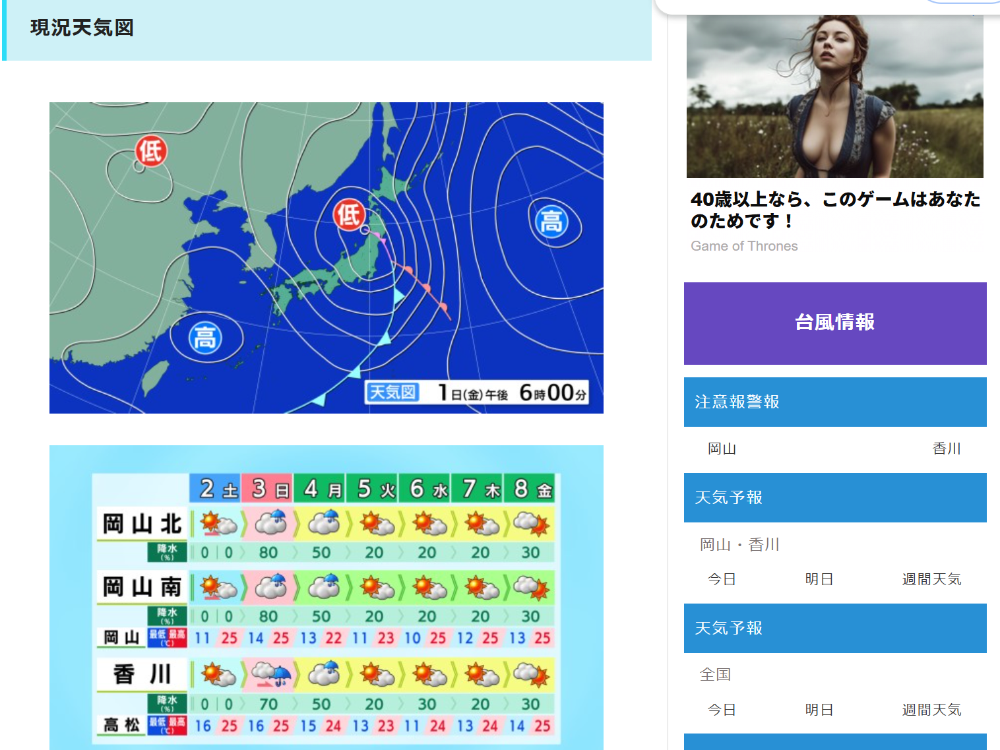 現況天気図
低
低
高
高
天気図 1日(金)午後 6時00分
2土 3日 4月 5火 6水 7木 8金
岡山北
降水(%) 0 0 80 50 20 20 20 30
岡山南
降水(%) 0 0 80 50 20 20 20 30
岡山 最低 最高(℃) 11 25 14 25 13 22 11 23 10 25 12 25 13 25
香川
降水(%) 0 0 70 50 20 30 20 30
高松 最低 最高(℃) 16 25 16 25 15 24 13 23 11 24 13 24 14 25
40歳以上なら、このゲームはあなた
のためです！
Game of Thrones
台風情報
注意報警報
岡山 香川
天気予報
岡山・香川
今日 明日 週間天気
天気予報
全国
今日 明日 週間天気